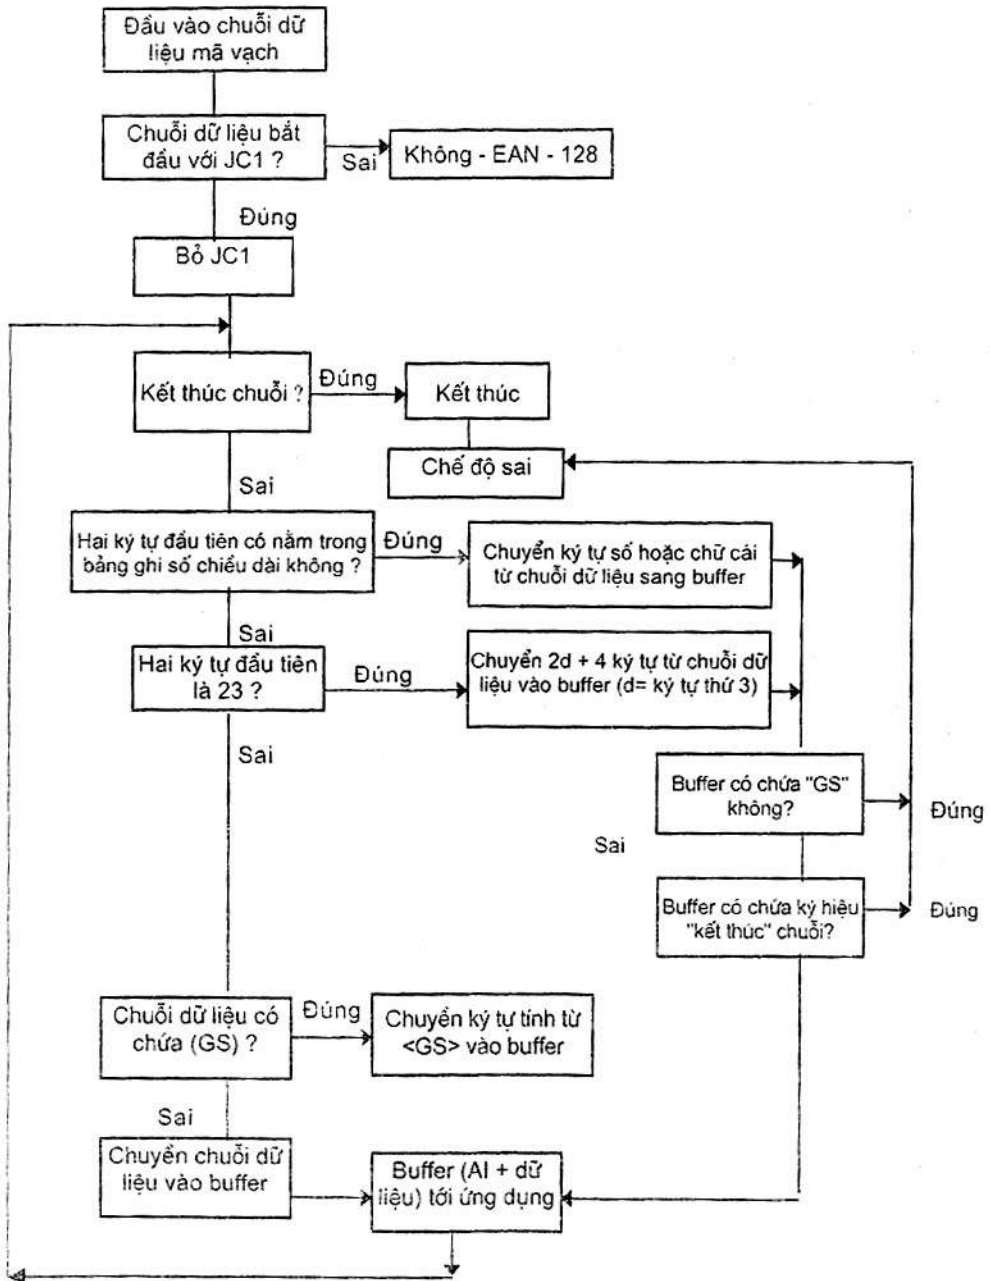 Đầu vào chuỗi dữ
liệu mã vạch
Chuỗi dữ liệu bắt
đầu với JC1 ?
Sai
Không - EAN - 128
Đúng
Bỏ JC1
Kết thúc chuỗi ?
Đúng
Kết thúc
Chế độ sai
Sai
Hai ký tự đầu tiên có nằm trong
bảng ghi số chiều dài không ?
Đúng
Chuyển ký tự số hoặc chữ cái
từ chuỗi dữ liệu sang buffer
Sai
Hai ký tự đầu tiên
là 23 ?
Đúng
Chuyển 2d + 4 ký tự từ chuỗi dữ
liệu vào buffer (d= ký tự thứ 3)
Sai
Buffer có chứa "GS"
không?
Đúng
Sai
Buffer có chứa ký hiệu
"kết thúc" chuỗi?
Đúng
Chuỗi dữ liệu có
chứa (GS) ?
Đúng
Chuyển ký tự tính từ
<GS> vào buffer
Sai
Chuyển chuỗi dữ
liệu vào buffer
Buffer (AI + dữ
liệu) tới ứng dụng